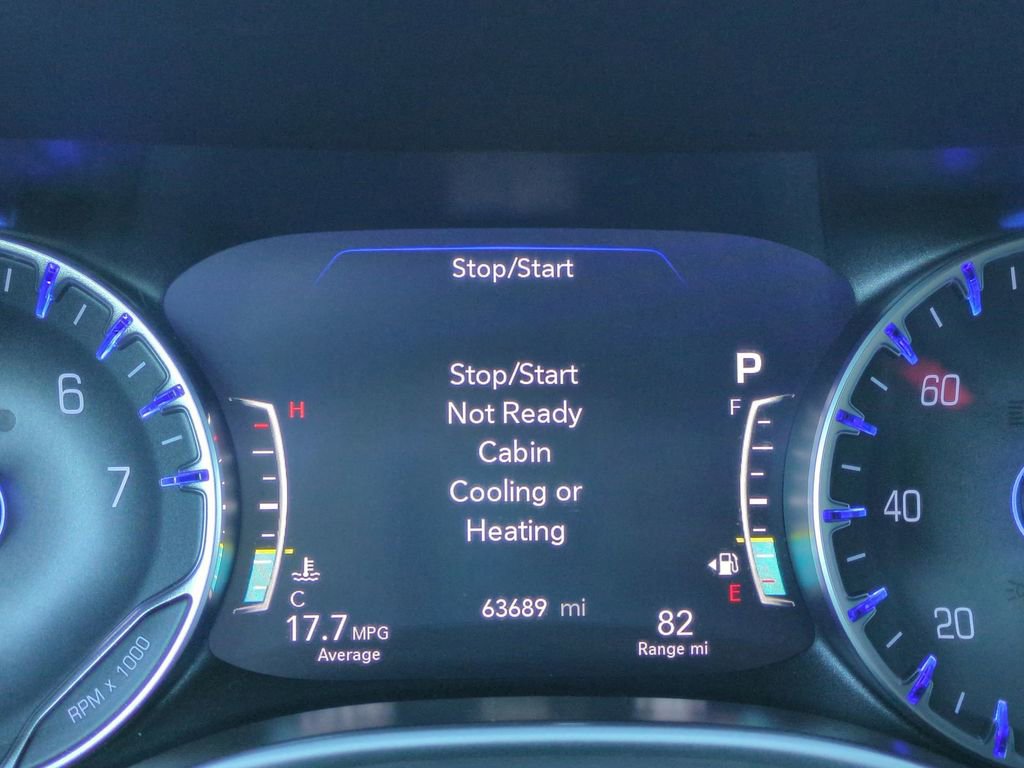 Stop/Start
Stop/Start
Not Ready
Cabin
Cooling or
Heating
P
H
F
C
E
17.7 MPG
Average
63689 mi
82
Range mi
6
7
RPM x 1000
60
40
20